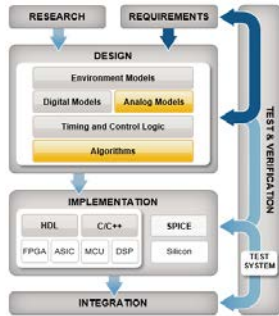 RESEARCH
REQUIREMENTS
DESIGN
Environment Models
Digital Models
Analog Models
Timing and Control Logic
Algorithms
IMPLEMENTATION
HDL
C/C++
SPICE
FPGA
ASIC
MCU
DSP
Silicon
INTEGRATION
TEST & VERIFICATION
TEST
SYSTEM